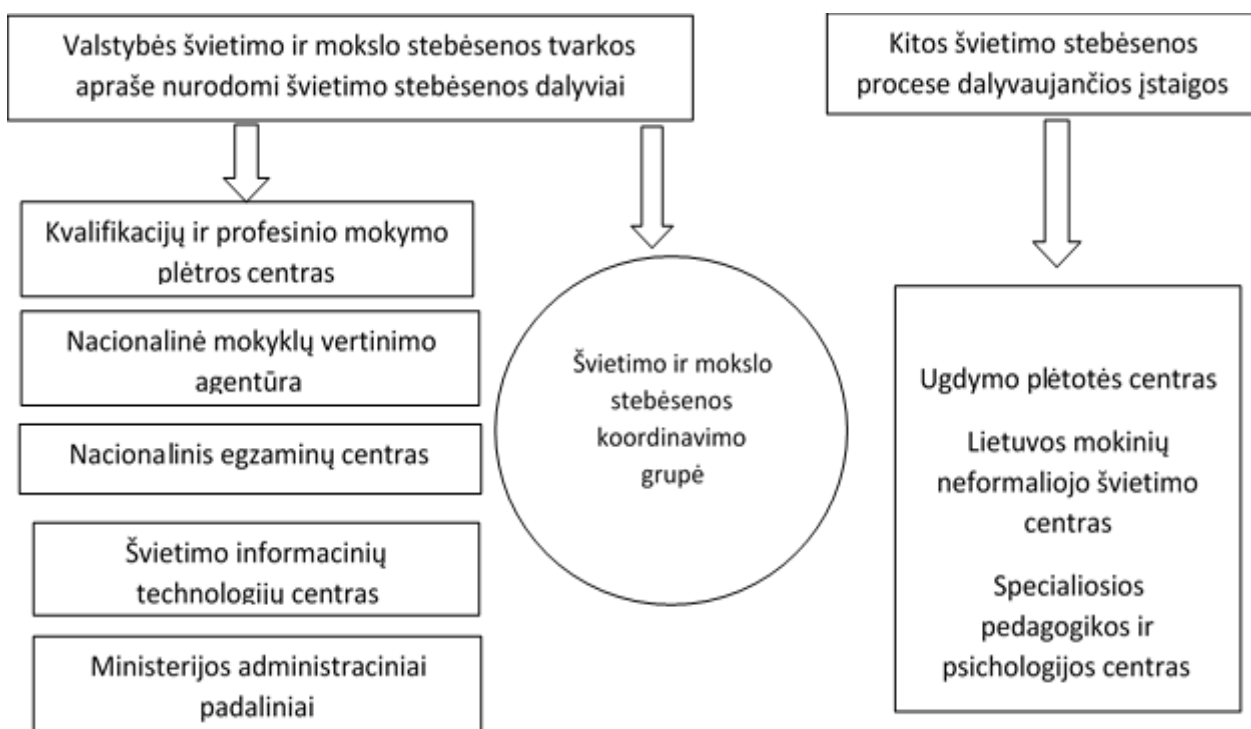 Valstybės švietimo ir mokslo stebėsenos tvarkos
apraše nurodomi švietimo stebėsenos dalyviai
Kitos švietimo stebėsenos
procese dalyvaujančios įstaigos
Kvalifikacijų ir profesinio mokymo
plėtros centras
Nacionalinė mokyklų vertinimo
agentūra
Nacionalinis egzaminų centras
Švietimo informacinių
technologijų centras
Ministerijos administraciniai
padaliniai
Švietimo ir mokslo
stebėsenos
koordinavimo
grupė
Ugdymo plėtotės centras
Lietuvos mokinių
neformaliojo švietimo
centras
Specialiosios
pedagogikos ir
psichologijos centras